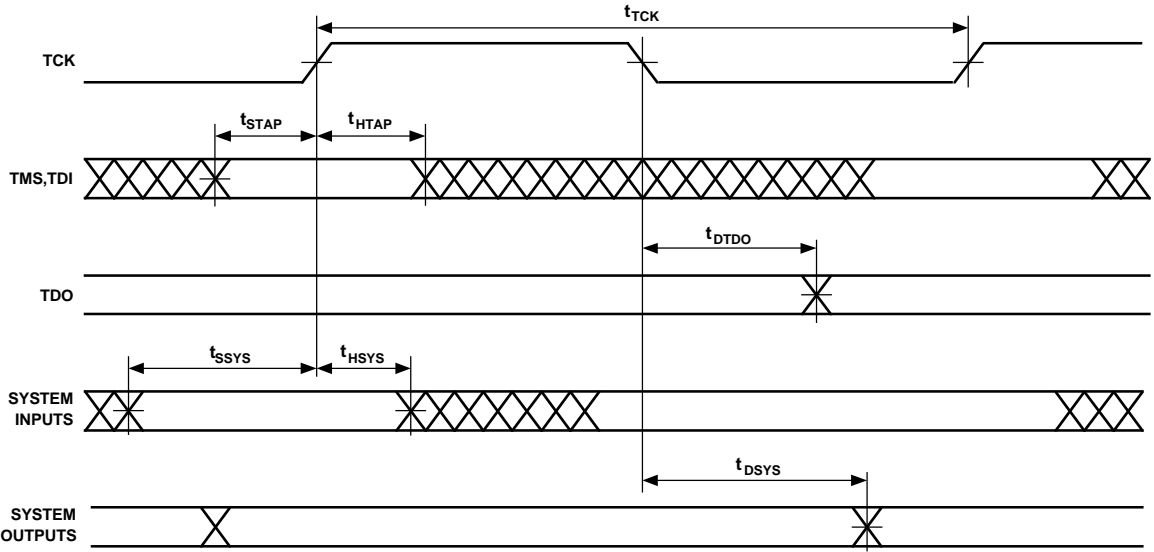 tTCK
TCK
tSTAP
tHTAP
TMS,TDI
tDTDO
TDO
tSSYS
tHSYS
SYSTEM
INPUTS
tDSYS
SYSTEM
OUTPUTS